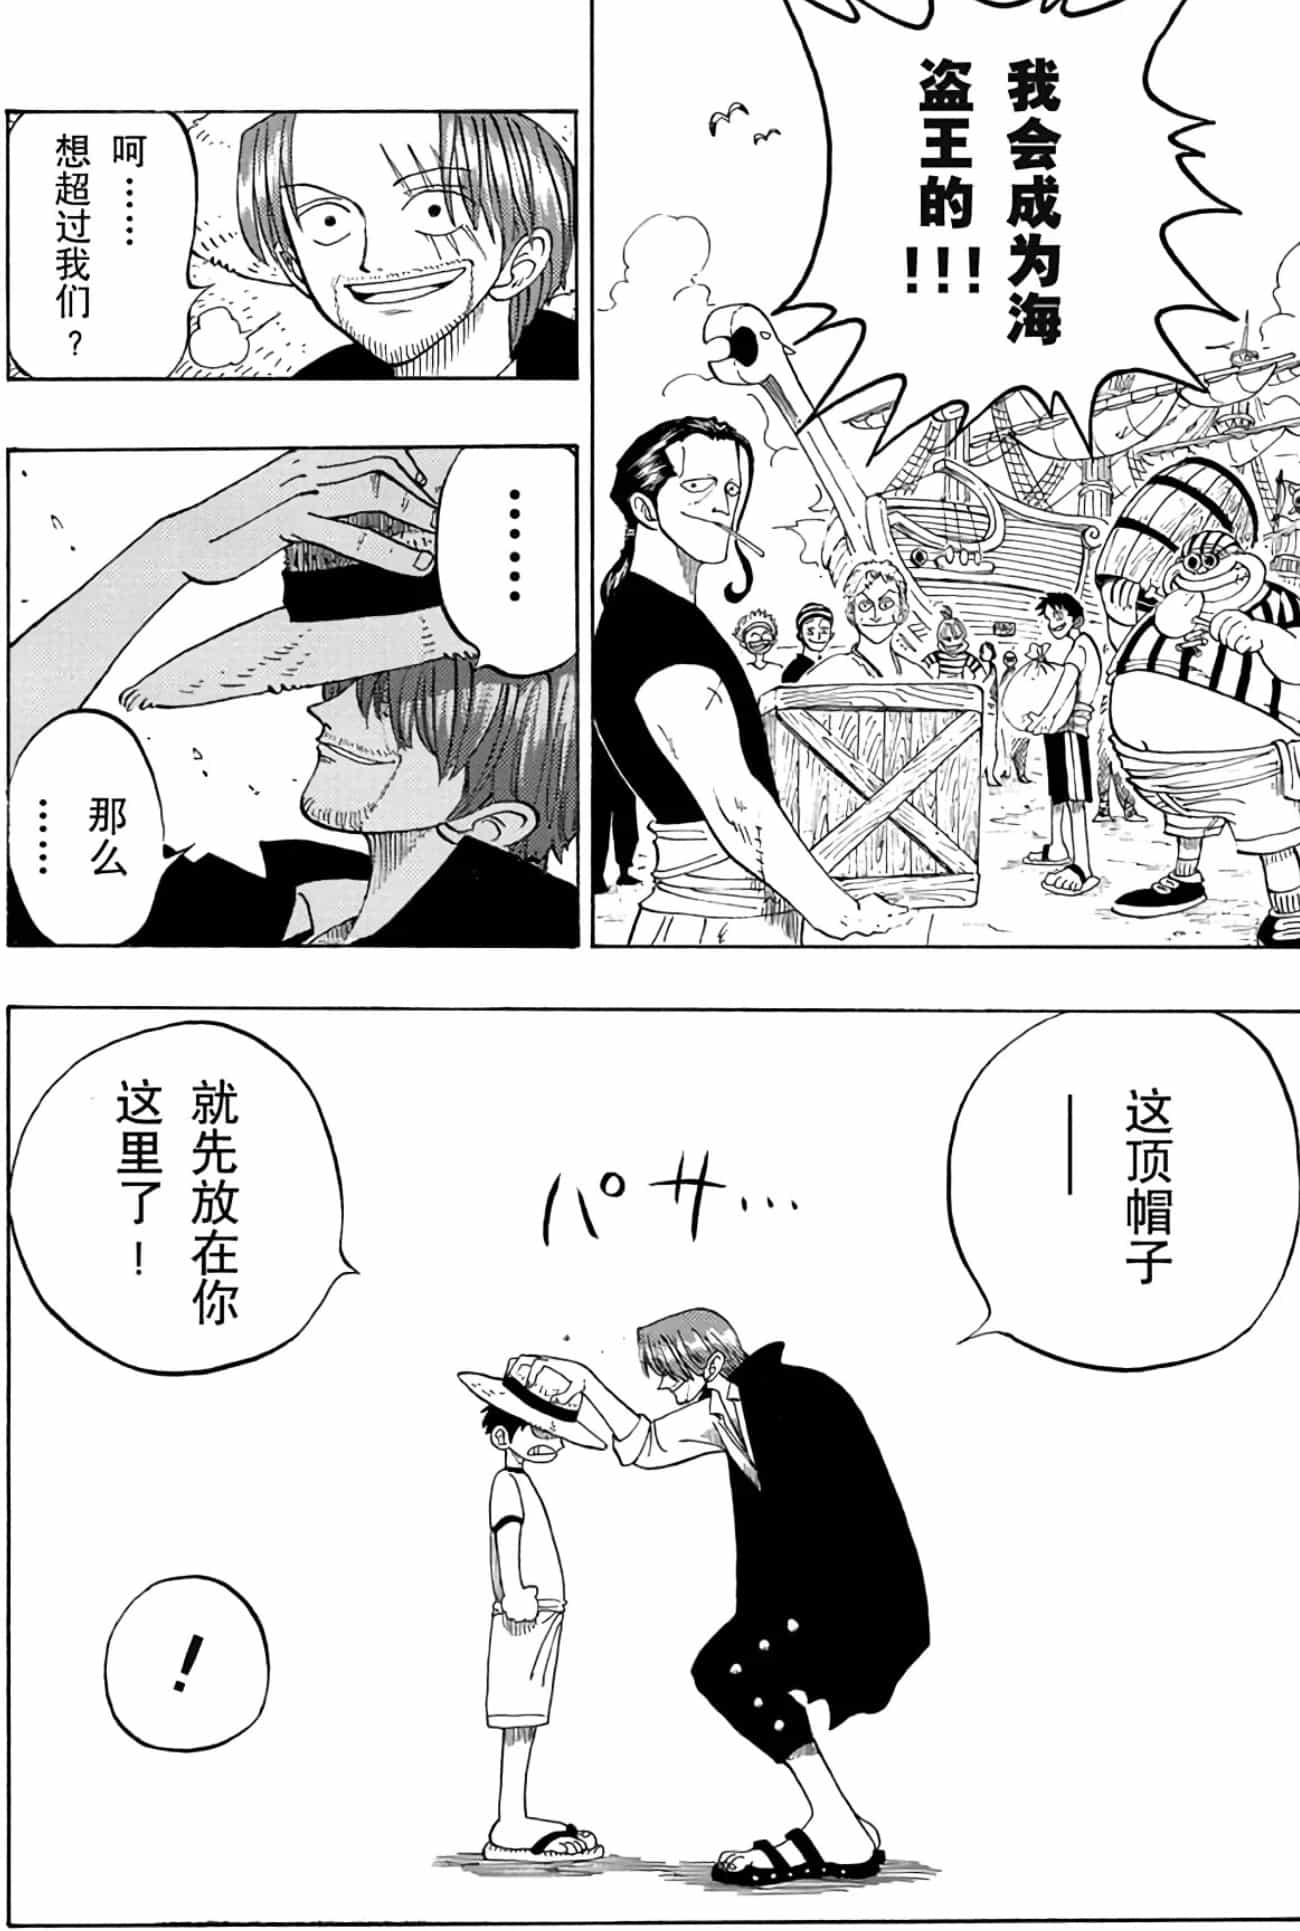 我会成为海
盗王的
!!!
呵……
想超过我们?
……
那么
……
这顶帽子
——
パサ…
就先放在你
这里了!
!